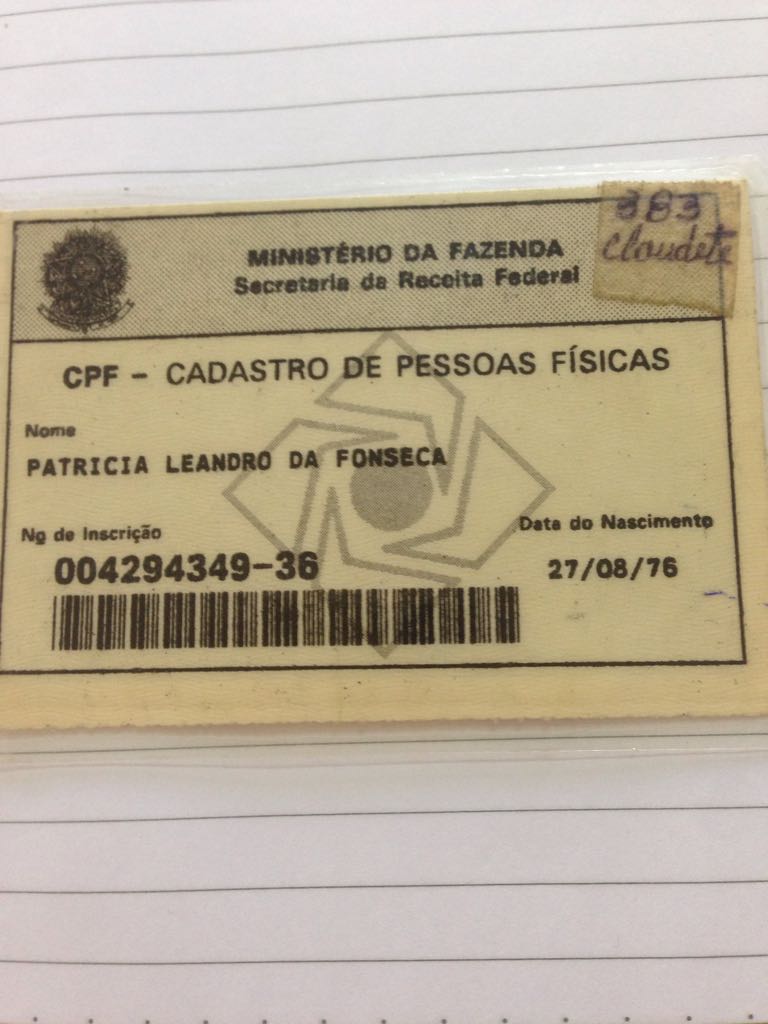 383
Claudete
MINISTÉRIO DA FAZENDA
Secretaria da Receita Federal
CPF – CADASTRO DE PESSOAS FÍSICAS
Nome
PATRICIA LEANDRO DA FONSECA
Nº de Inscrição
004294349-36
Data do Nascimento
27/08/76